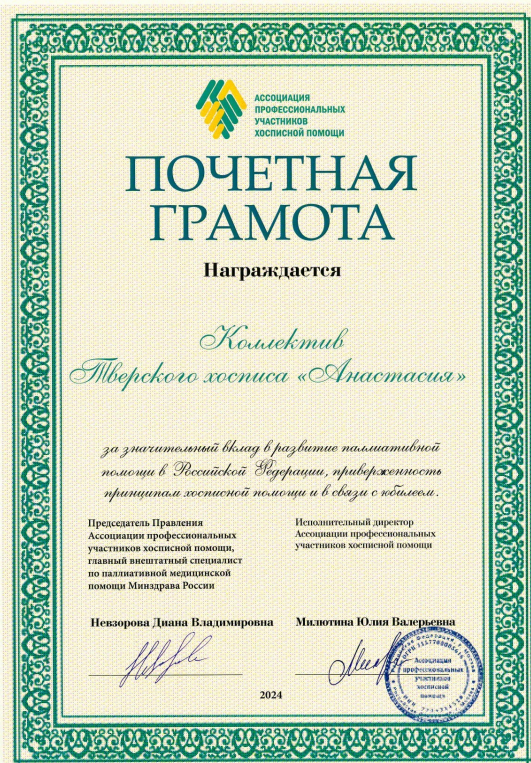 АССОЦИАЦИЯ
ПРОФЕССИОНАЛЬНЫХ
УЧАСТНИКОВ
ХОСПИСНОЙ ПОМОЩИ
ПОЧЕТНАЯ
ГРАМОТА
Награждается
Коллектив
Тверского хосписа «Анастасия»
за значительный вклад в развитие паллиативной
помощи в Российской Федерации, приверженность
принципам хосписной помощи и в связи с юбилеем.
Председатель Правления
Ассоциации профессиональных
участников хосписной помощи,
главный внештатный специалист
по паллиативной медицинской
помощи Минздрава России
Исполнительный директор
Ассоциации профессиональных
участников хосписной помощи
Невзорова Диана Владимировна
Милютина Юлия Валерьевна
Ассоциация
профессиональных
участников
хосписной
помощи
2024